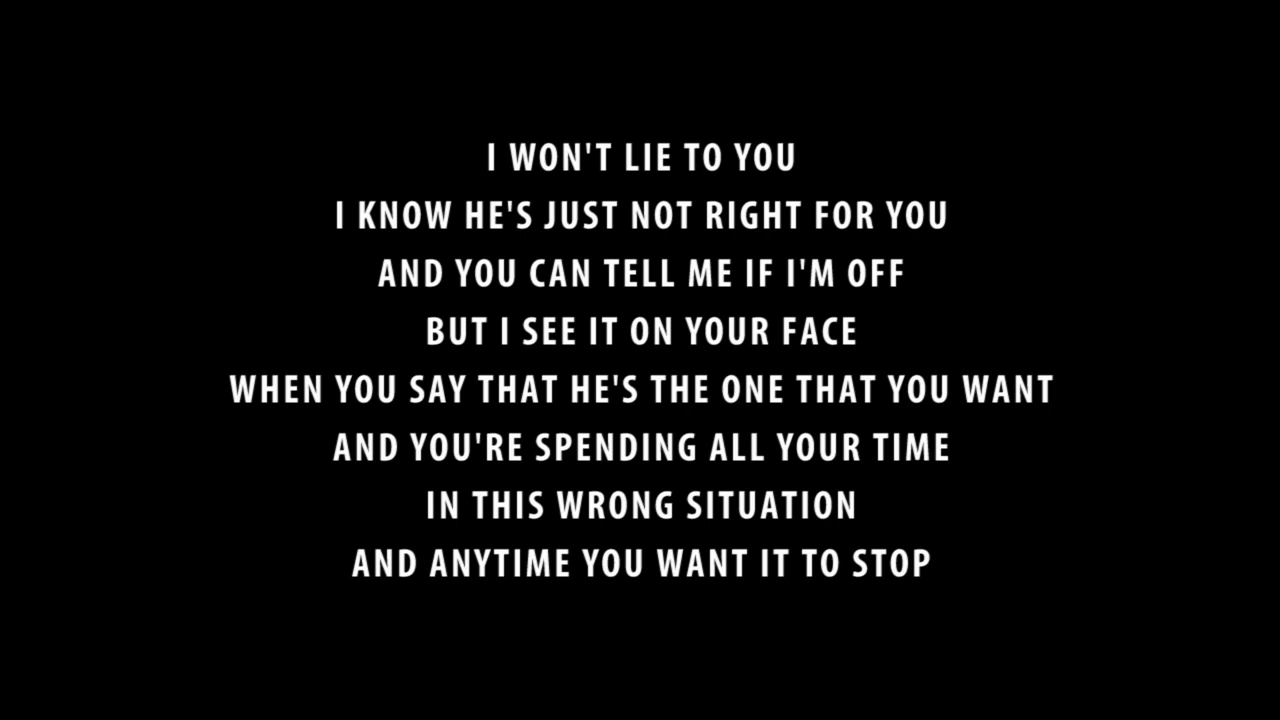 I WON'T LIE TO YOU
I KNOW HE'S JUST NOT RIGHT FOR YOU
AND YOU CAN TELL ME IF I'M OFF
BUT I SEE IT ON YOUR FACE
WHEN YOU SAY THAT HE'S THE ONE THAT YOU WANT
AND YOU'RE SPENDING ALL YOUR TIME
IN THIS WRONG SITUATION
AND ANYTIME YOU WANT IT TO STOP